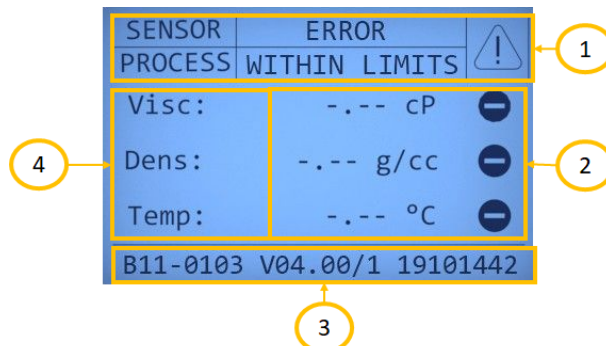 SENSOR ERROR
PROCESS WITHIN LIMITS
1
Visc: -.-- cP
4
Dens: -.-- g/cc
2
Temp: -.-- °C
B11-0103 V04.00/1 19101442
3